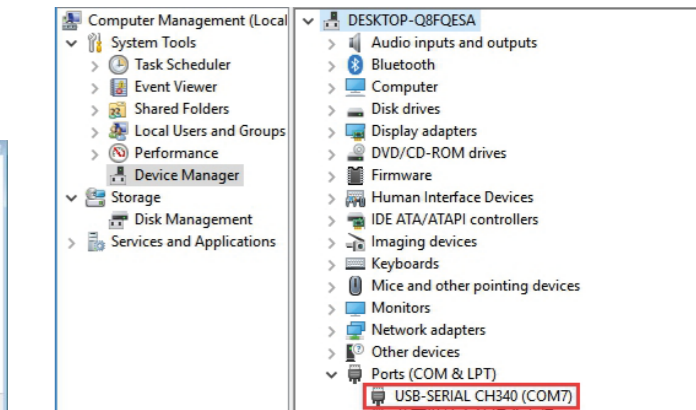 Computer Management (Local
System Tools
Task Scheduler
Event Viewer
Shared Folders
Local Users and Groups
Performance
Device Manager
Storage
Disk Management
Services and Applications
DESKTOP-Q8FQESA
Audio inputs and outputs
Bluetooth
Computer
Disk drives
Display adapters
DVD/CD-ROM drives
Firmware
Human Interface Devices
IDE ATA/ATAPI controllers
Imaging devices
Keyboards
Mice and other pointing devices
Monitors
Network adapters
Other devices
Ports (COM & LPT)
USB-SERIAL CH340 (COM7)